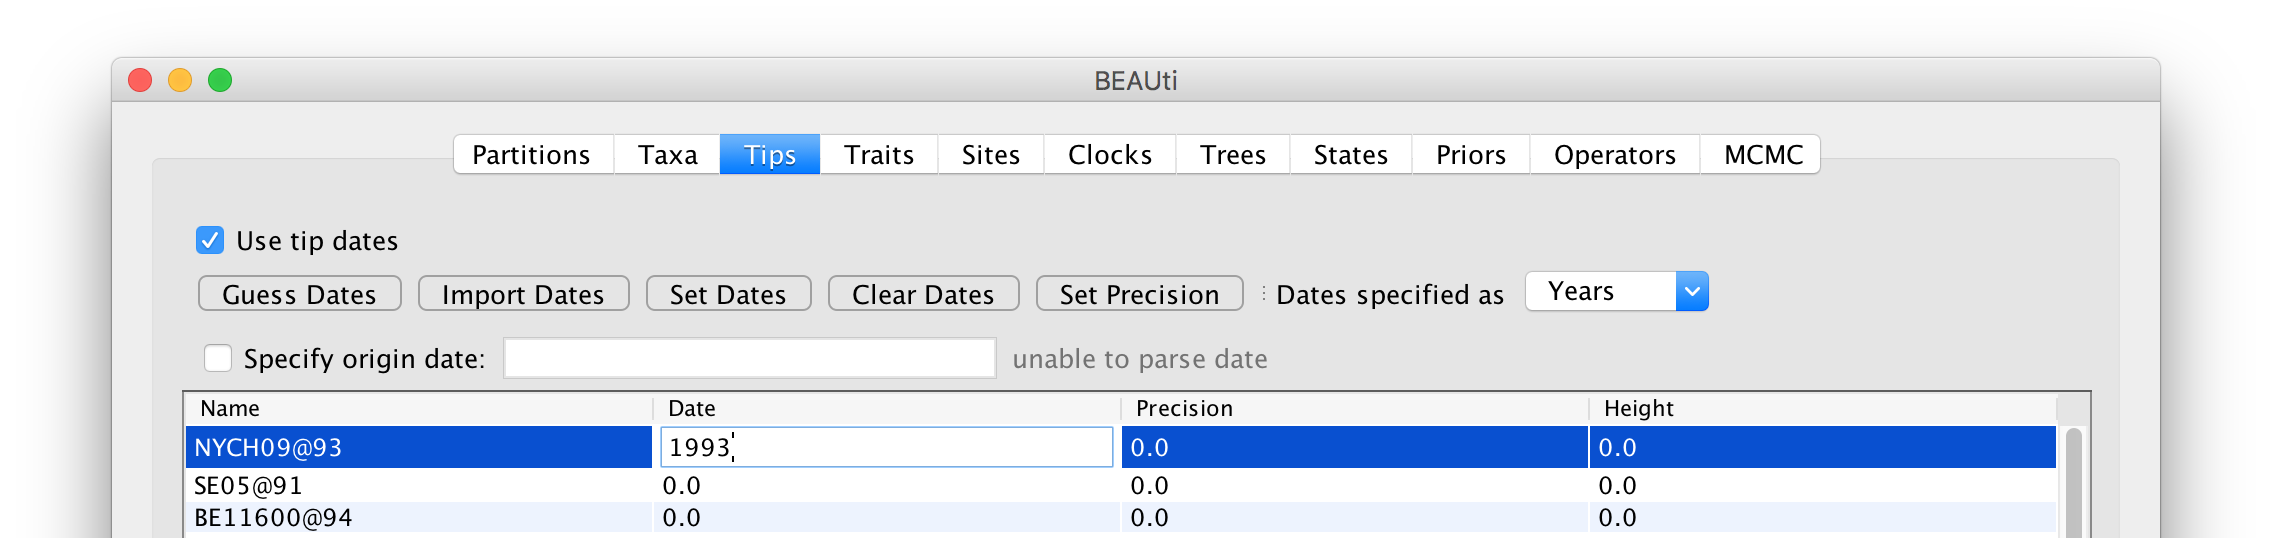 BEAUti
Partitions Taxa Tips Traits Sites Clocks Trees States Priors Operators MCMC
Use tip dates
Guess Dates Import Dates Set Dates Clear Dates Set Precision Dates specified as Years
Specify origin date: unable to parse date
Name Date Precision Height
NYCH09@93 1993 0.0 0.0
SE05@91 0.0 0.0 0.0
BE11600@94 0.0 0.0 0.0